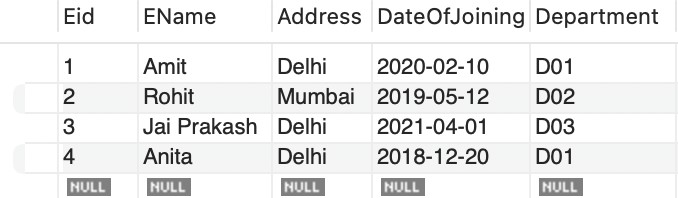 Eid EName Address DateOfJoining Department
1 Amit Delhi 2020-02-10 D01
2 Rohit Mumbai 2019-05-12 D02
3 Jai Prakash Delhi 2021-04-01 D03
4 Anita Delhi 2018-12-20 D01
NULL NULL NULL NULL NULL